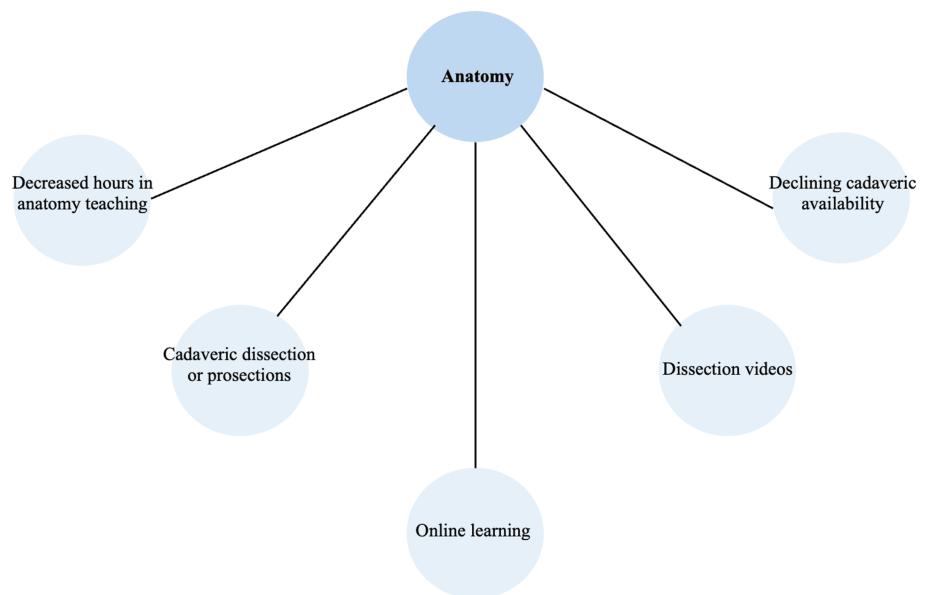 Anatomy
Decreased hours in
anatomy teaching
Declining cadaveric
availability
Cadaveric dissection
or prosections
Dissection videos
Online learning